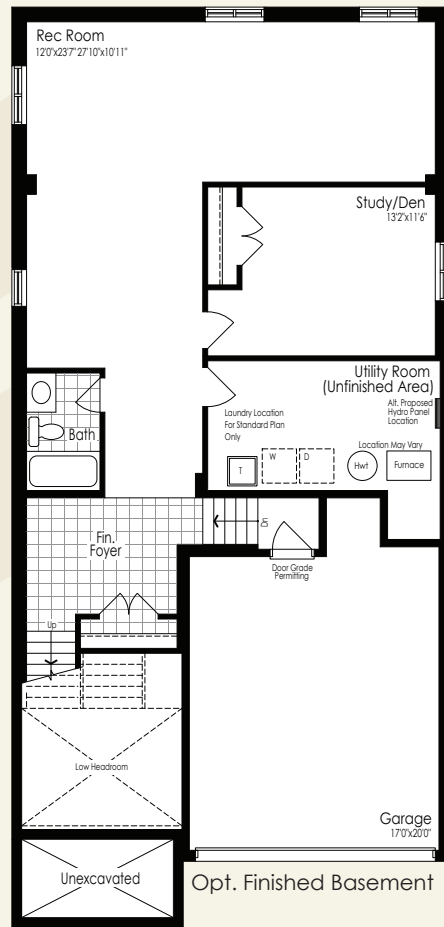 Rec Room
12'0"x23'7" 27'10"x10'11"
Study/Den
13'2"x11'6"
Utility Room
(Unfinished Area)
Alt. Proposed
Hydro Panel
Location
Laundry Location
For Standard Plan
Only
Location May Vary
W
D
T
Hwt
Furnace
Bath
Fin.
Foyer
Dn
Door Grade
Permitting
Up
Low Headroom
Garage
17'0"x20'0"
Unexcavated
Opt. Finished Basement